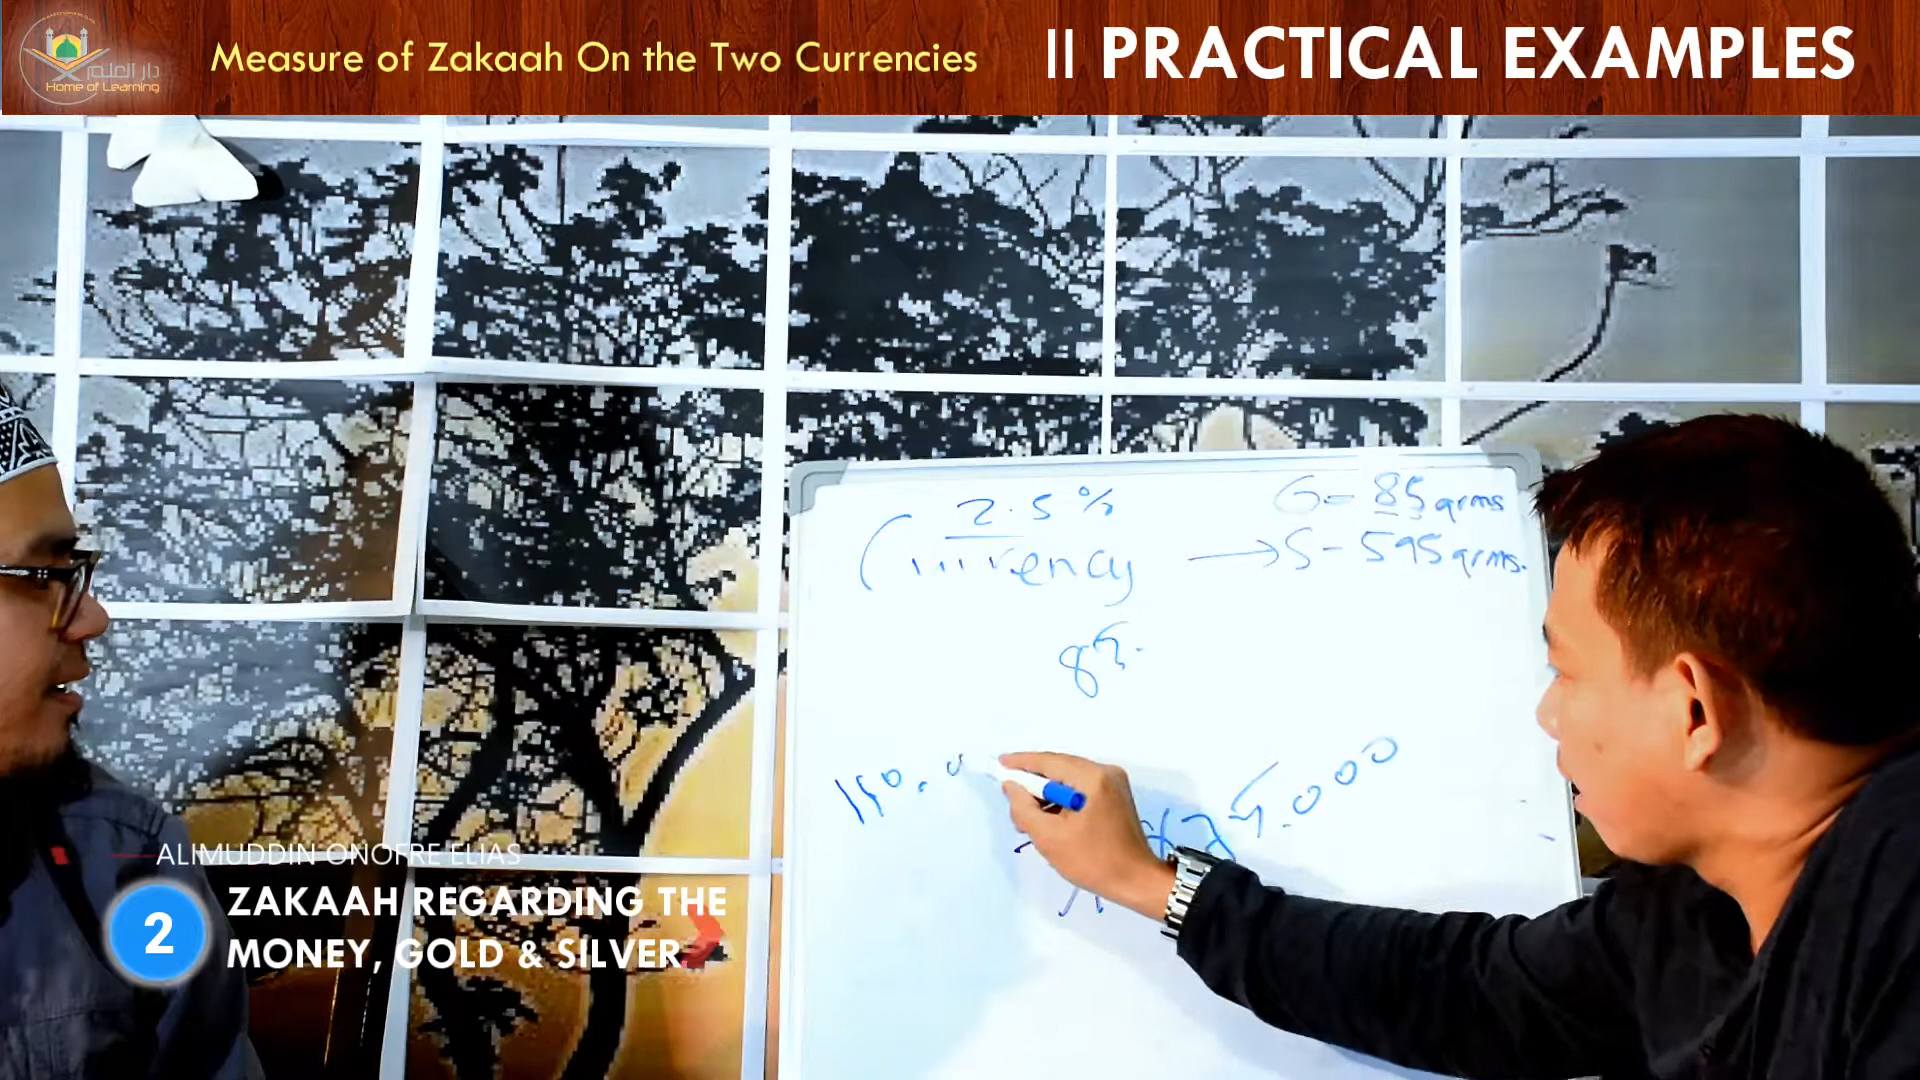 دار العلم
Home of Learning
Measure of Zakaah On the Two Currencies
II PRACTICAL EXAMPLES
2.5 %
Currency
G = 85 grms
S - 595 grms.
85.
ALIMUDDIN ONOFRE ELIAS
2
ZAKAAH REGARDING THE
MONEY, GOLD & SILVER